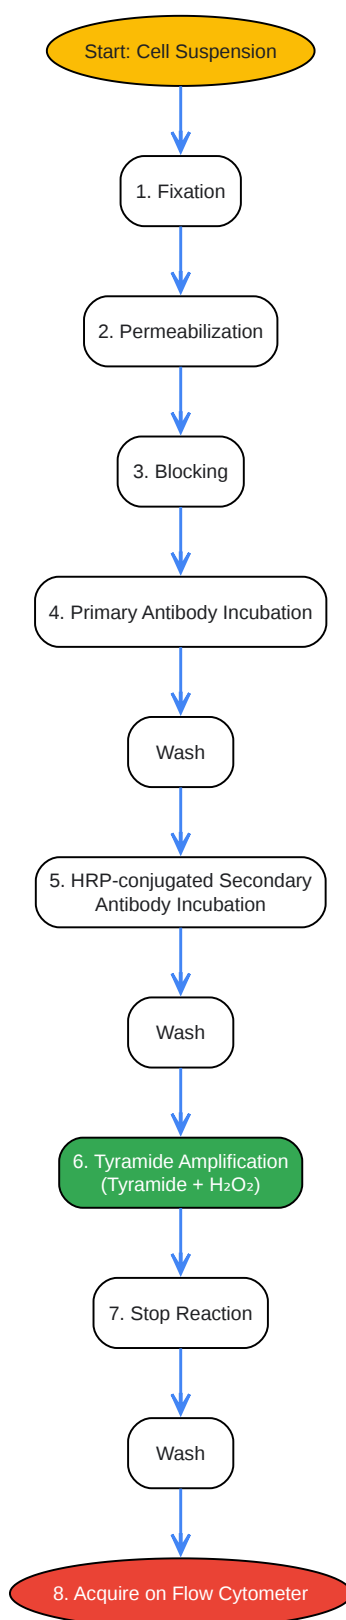 Start: Cell Suspension
1. Fixation
2. Permeabilization
3. Blocking
4. Primary Antibody Incubation
Wash
5. HRP-conjugated Secondary
Antibody Incubation
Wash
6. Tyramide Amplification
(Tyramide + H₂O₂)
7. Stop Reaction
Wash
8. Acquire on Flow Cytometer